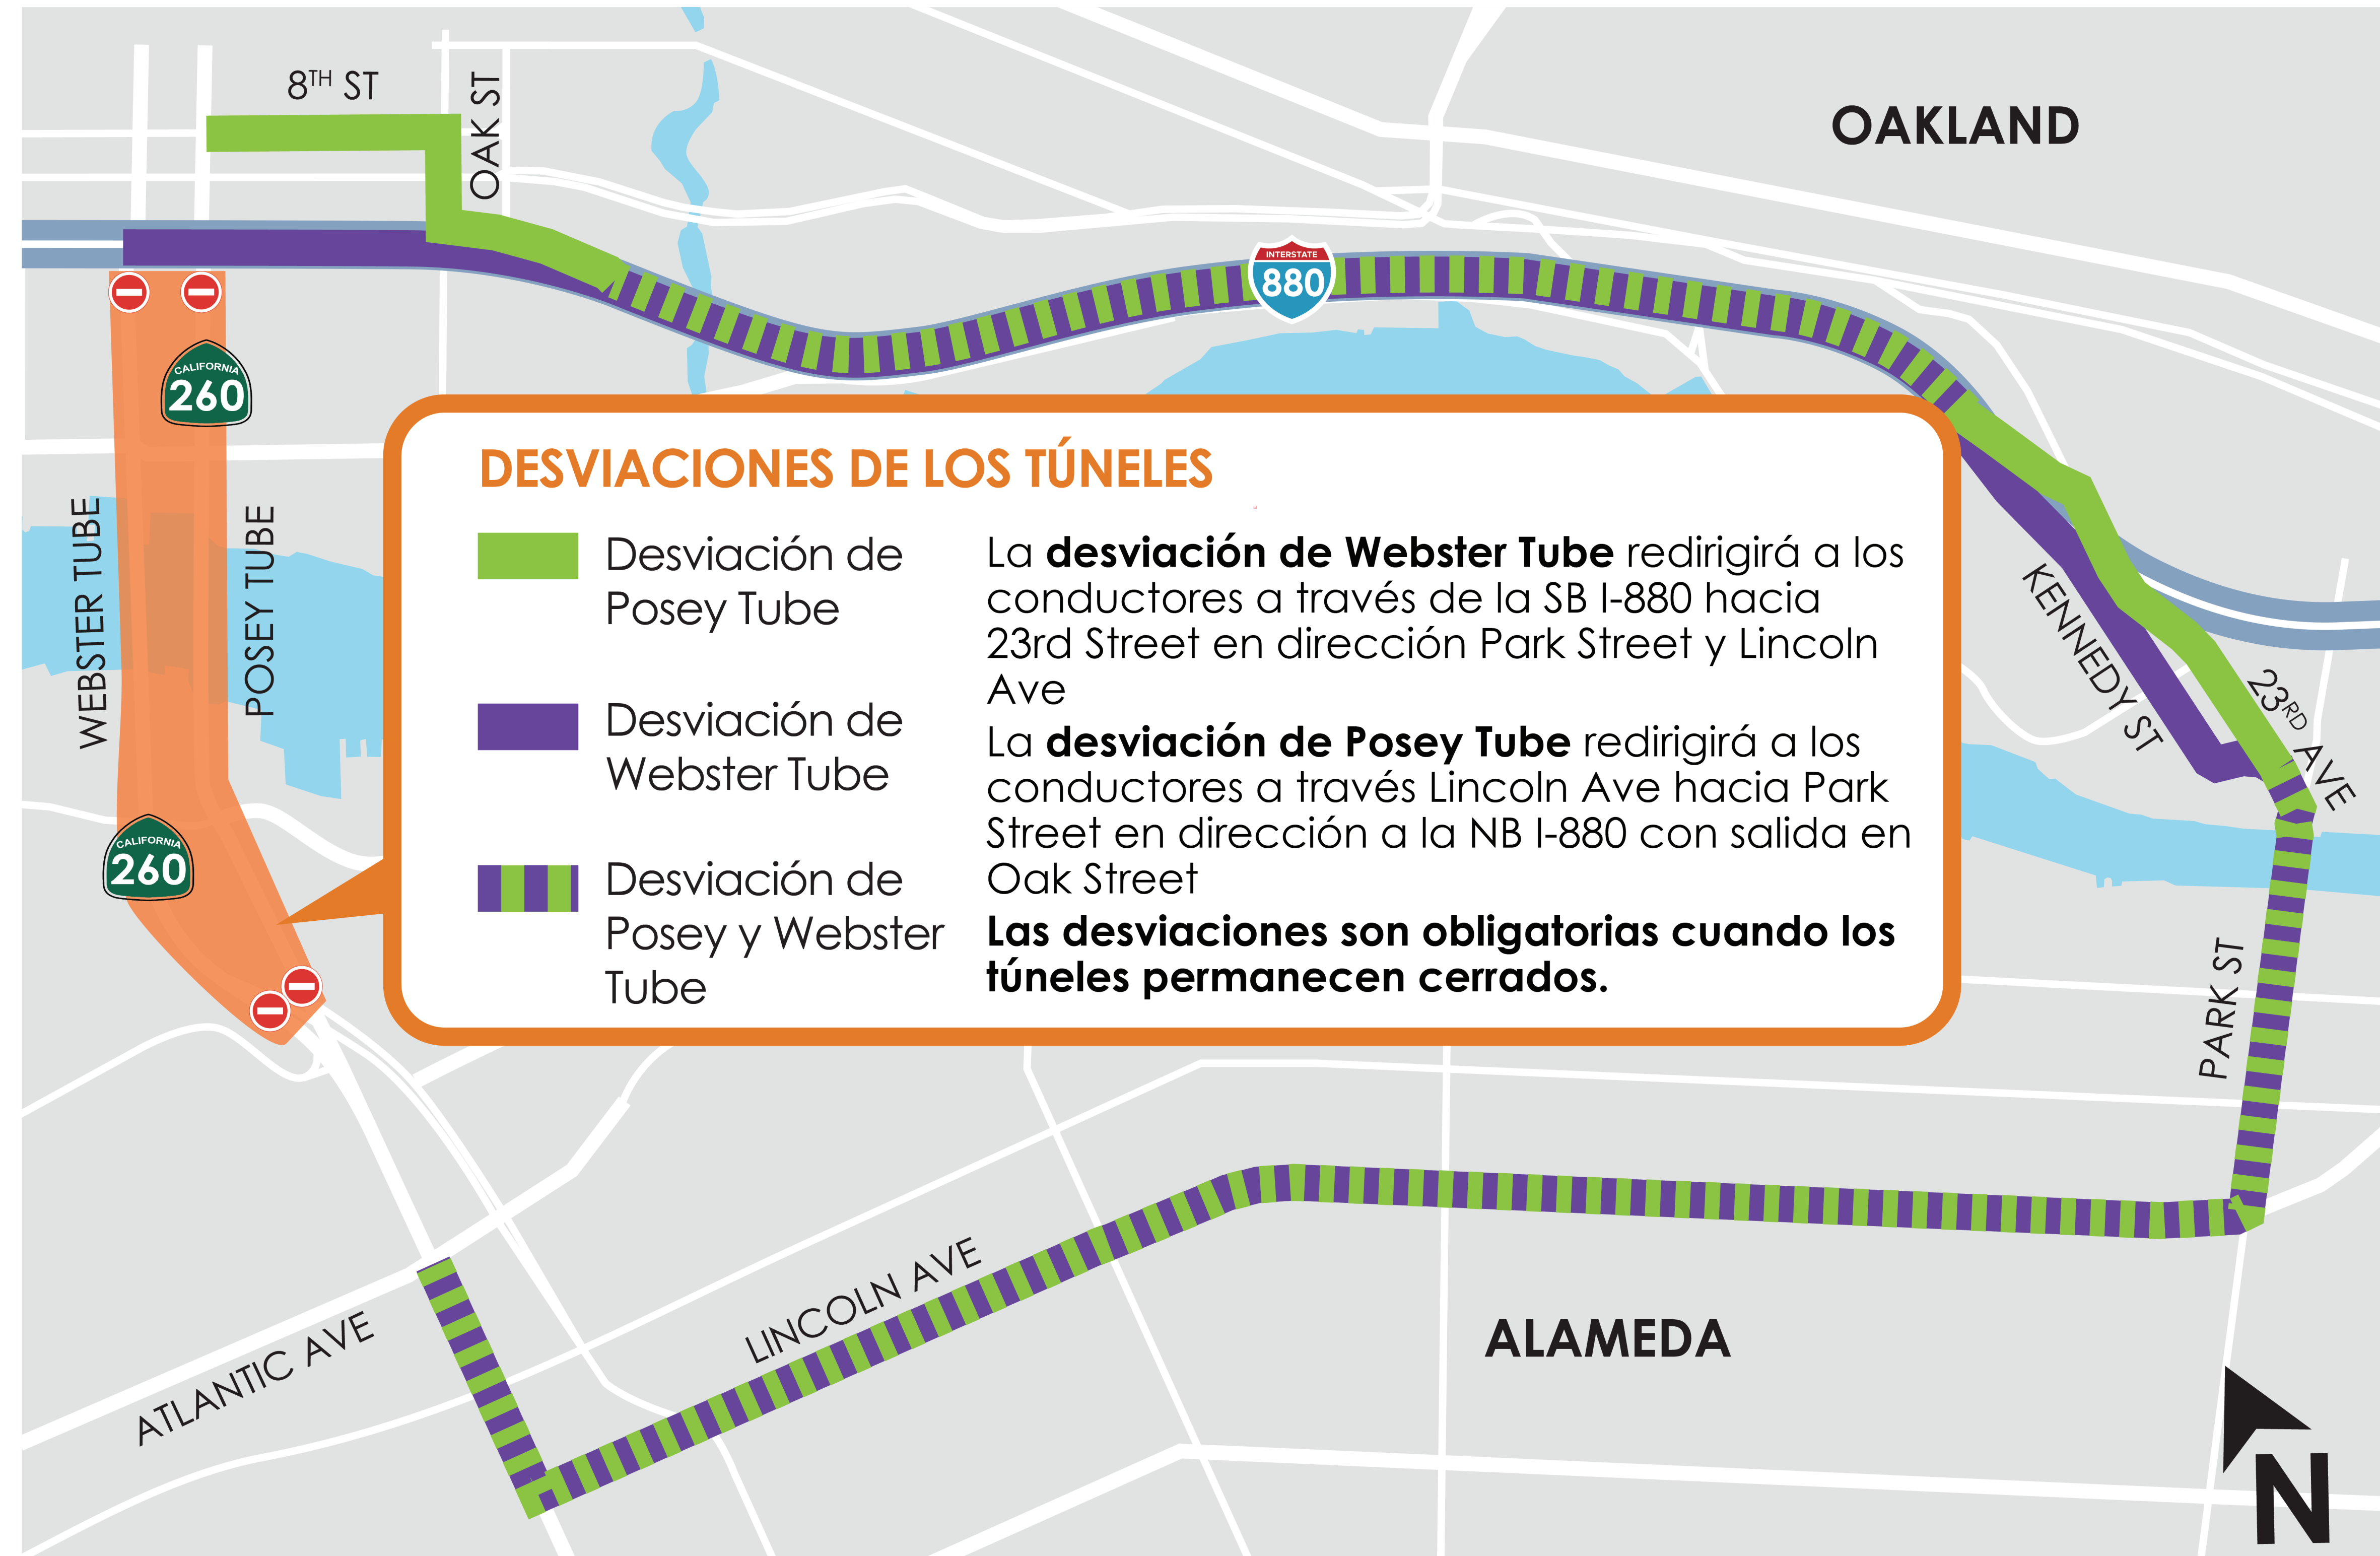 8TH ST
OAK ST
OAKLAND
INTERSTATE
880
CALIFORNIA
260
WEBSTER TUBE
POSEY TUBE
CALIFORNIA
260
DESVIACIONES DE LOS TÚNELES
Desviación de
Posey Tube
Desviación de
Webster Tube
Desviación de
Posey y Webster
Tube
La desviación de Webster Tube redirigirá a los
conductores a través de la SB I-880 hacia
23rd Street en dirección Park Street y Lincoln
Ave
La desviación de Posey Tube redirigirá a los
conductores a través Lincoln Ave hacia Park
Street en dirección a la NB I-880 con salida en
Oak Street
Las desviaciones son obligatorias cuando los
túneles permanecen cerrados.
KENNEDY ST
23RD AVE
PARK ST
LINCOLN AVE
ATLANTIC AVE
ALAMEDA
N